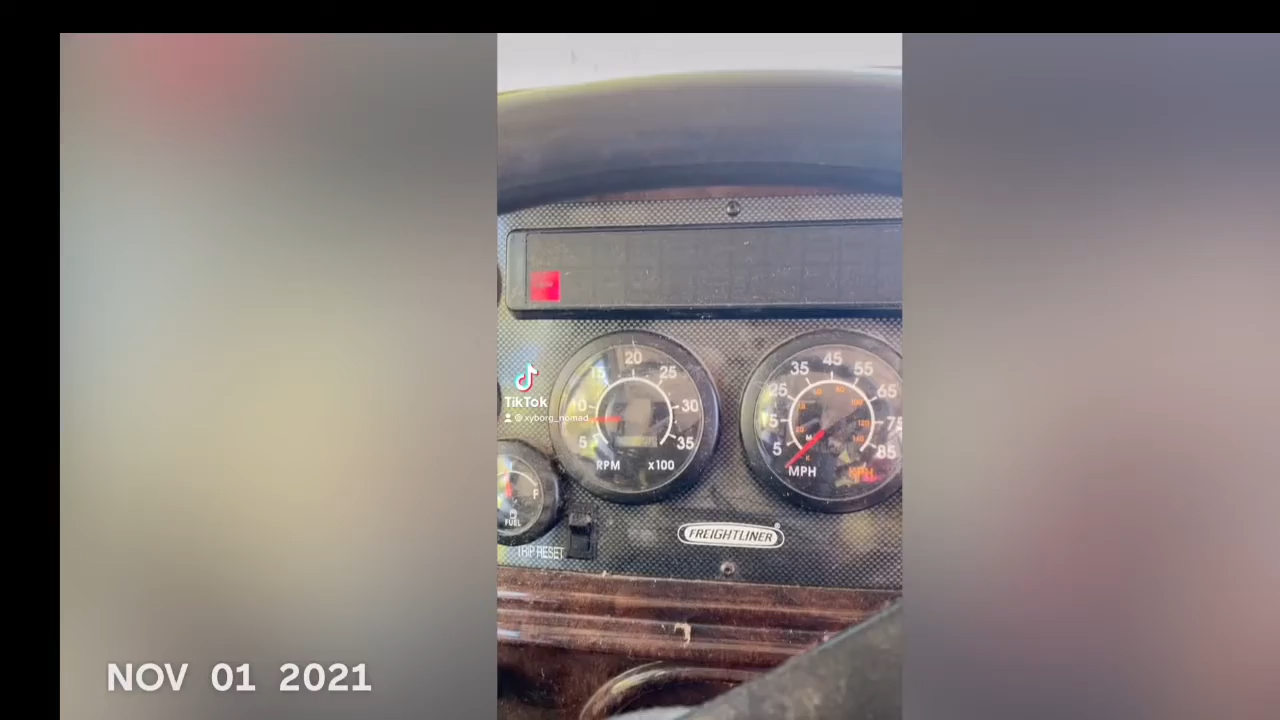 20
15
25
10
30
5
35
RPM x100
45
35
55
25
65
15
75
5
85
MPH
KPH
TikTok
@ xyborg_nomad
F
FUEL
TRIP RESET
FREIGHTLINER
NOV 01 2021